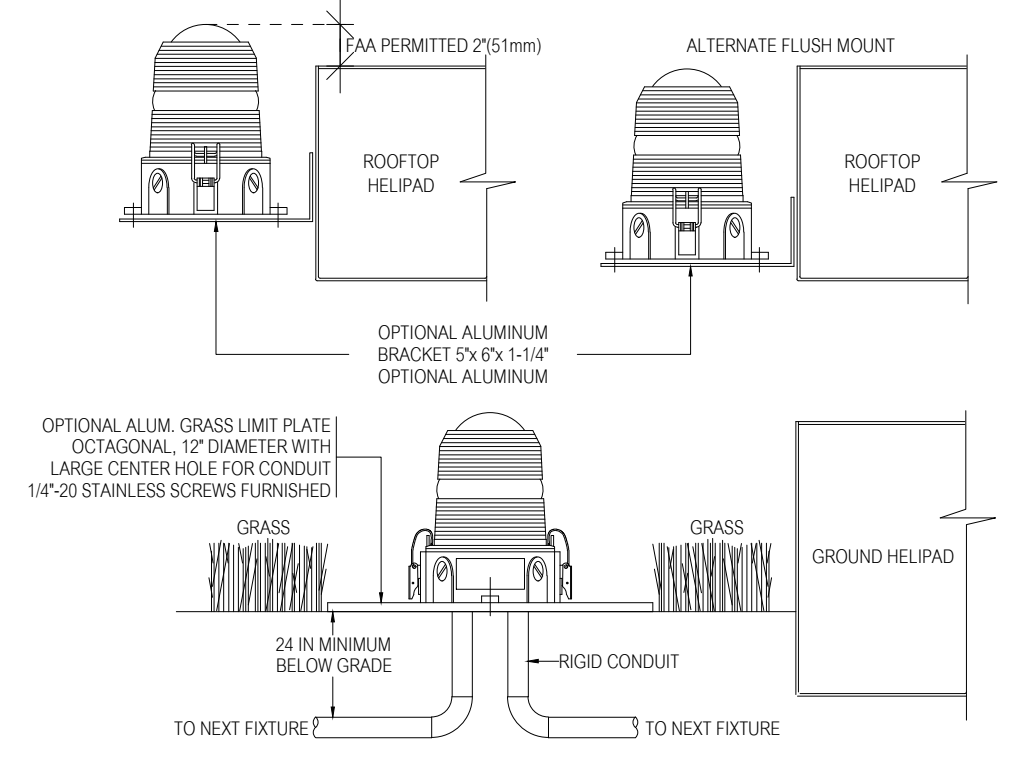 FAA PERMITTED 2"(51mm)
ALTERNATE FLUSH MOUNT
ROOFTOP
HELIPAD
ROOFTOP
HELIPAD
OPTIONAL ALUMINUM
BRACKET 5"x 6"x 1-1/4"
OPTIONAL ALUMINUM
OPTIONAL ALUM. GRASS LIMIT PLATE
OCTAGONAL, 12" DIAMETER WITH
LARGE CENTER HOLE FOR CONDUIT
1/4"-20 STAINLESS SCREWS FURNISHED
GRASS
GRASS
GROUND HELIPAD
24 IN MINIMUM
BELOW GRADE
RIGID CONDUIT
TO NEXT FIXTURE
TO NEXT FIXTURE